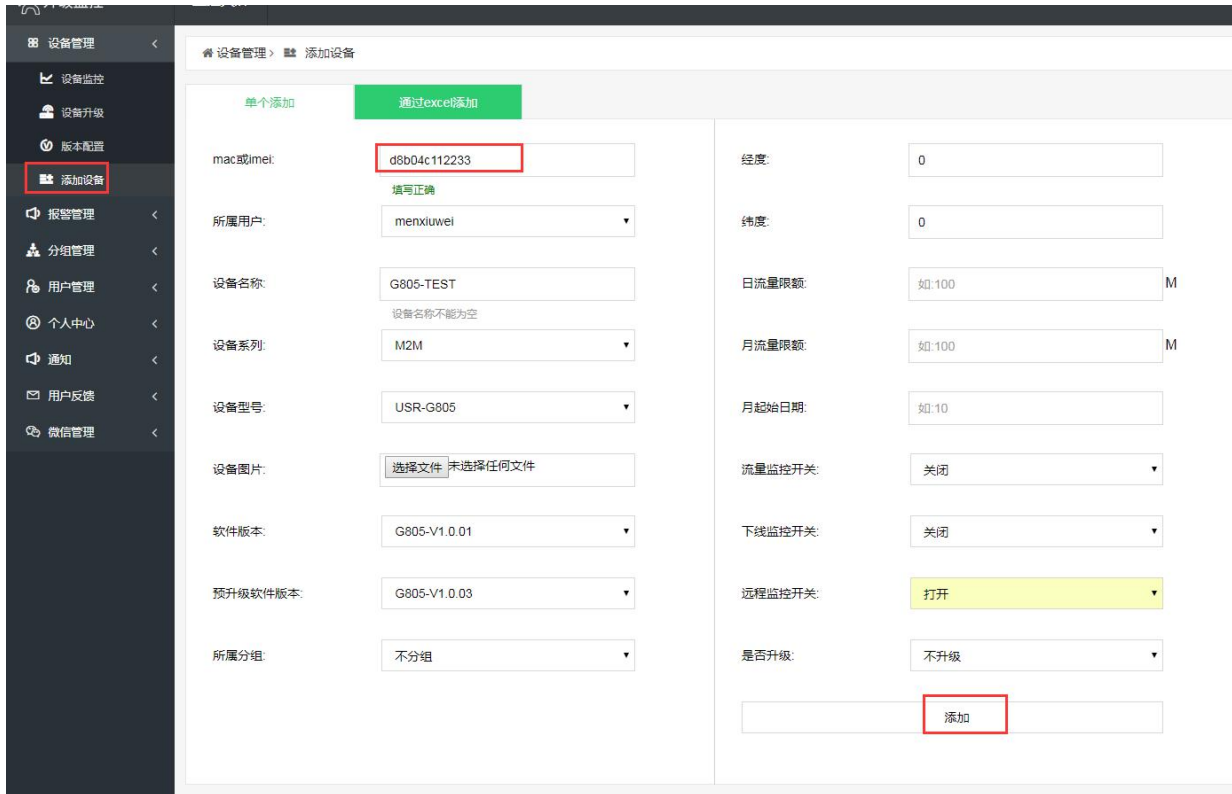 升级监控
设备管理
设备监控
设备升级
版本配置
添加设备
报警管理
分组管理
用户管理
个人中心
通知
用户反馈
微信管理
设备管理> 添加设备
单个添加
通过excel添加
mac或imei:
d8b04c112233
填写正确
所属用户:
menxiuwei
设备名称:
G805-TEST
设备名称不能为空
设备系列:
M2M
设备型号:
USR-G805
设备图片:
选择文件 未选择任何文件
软件版本:
G805-V1.0.01
预升级软件版本:
G805-V1.0.03
所属分组:
不分组
经度:
0
纬度:
0
日流量限额:
如:100
M
月流量限额:
如:100
M
月起始日期:
如:10
流量监控开关:
关闭
下线监控开关:
关闭
远程监控开关:
打开
是否升级:
不升级
添加